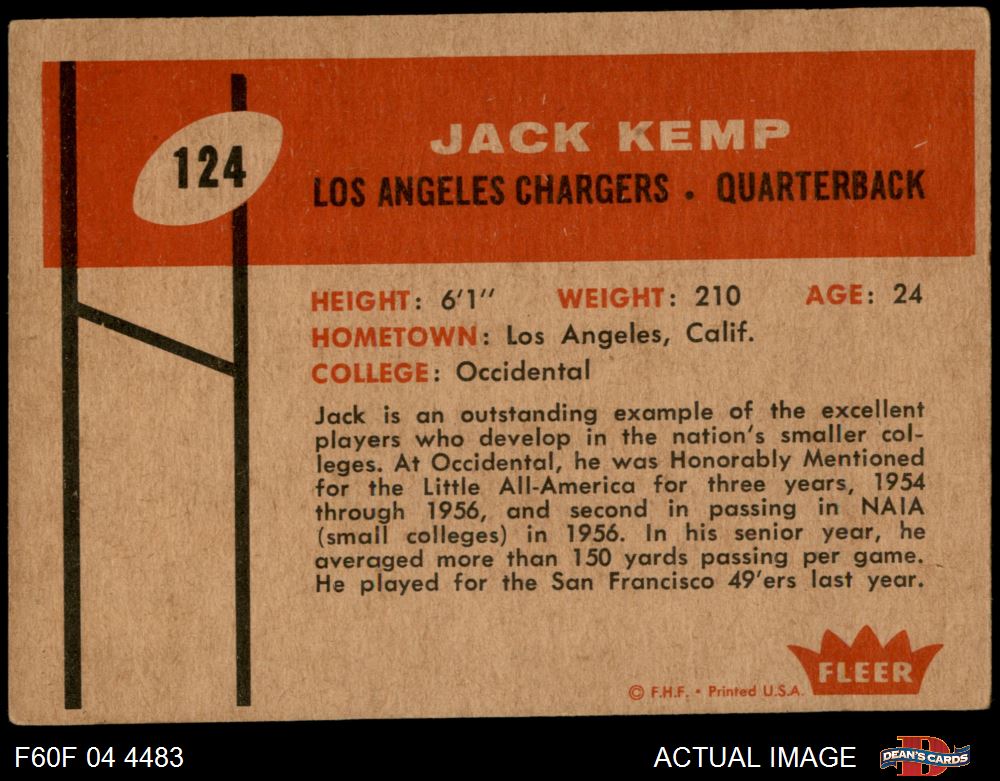 124
JACK KEMP
LOS ANGELES CHARGERS • QUARTERBACK
HEIGHT: 6'1" WEIGHT: 210 AGE: 24
HOMETOWN: Los Angeles, Calif.
COLLEGE: Occidental
Jack is an outstanding example of the excellent
players who develop in the nation's smaller col-
leges. At Occidental, he was Honorably Mentioned
for the Little All-America for three years, 1954
through 1956, and second in passing in NAIA
(small colleges) in 1956. In his senior year, he
averaged more than 150 yards passing per game.
He played for the San Francisco 49'ers last year.
FLEER
© F.H.F. • Printed U.S.A.
F60F 04 4483
ACTUAL IMAGE
D
DEAN'S CARDS